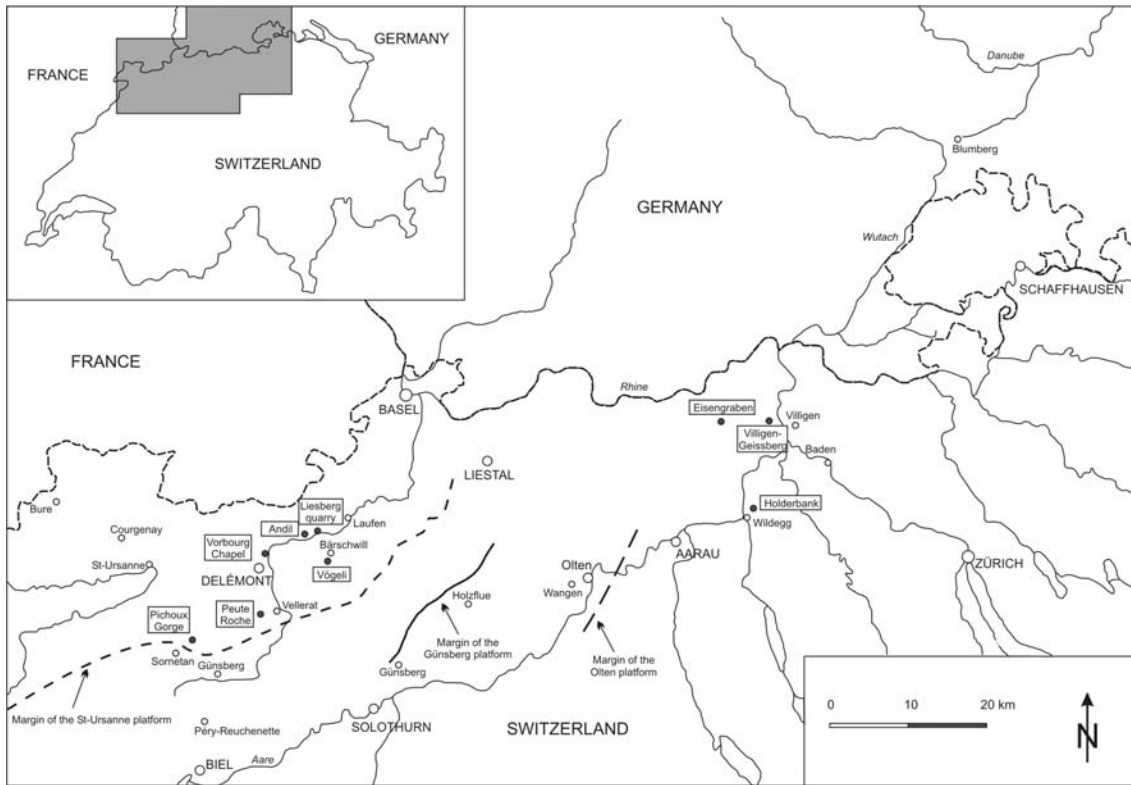 GERMANY
FRANCE
SWITZERLAND
Danube
Blumberg
GERMANY
Wutach
SCHAFFHAUSEN
FRANCE
Rhine
BASEL
Eisengraben
Villigen
Villigen-
Geissberg
Baden
LIESTAL
Bure
Liesberg
quarry
Laufen
Holderbank
Andil
Courgenay
Wildegg
Vorbourg
Chapel
Bärschwill
AARAU
St-Ursanne
DELÉMONT
Vögeli
ZÜRICH
Olten
Wangen
Holzflue
Pichoux
Gorge
Peute
Roche
Vellerat
Margin of the
Günsberg platform
Margin of the
Olten platform
Sornetan
Günsberg
Günsberg
Margin of the St-Ursanne platform
SOLOTHURN
Péry-Reuchenette
SWITZERLAND
BIEL
Aare
0 10 20 km
N